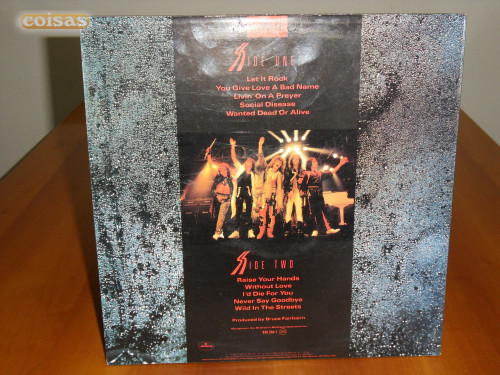 coisas
SIDE ONE
Let It Rock
You Give Love A Bad Name
Livin' On A Prayer
Social Disease
Wanted Dead Or Alive
SIDE TWO
Raise Your Hands
Without Love
I'd Die For You
Never Say Goodbye
Wild In The Streets
Produced by Bruce Fairbairn